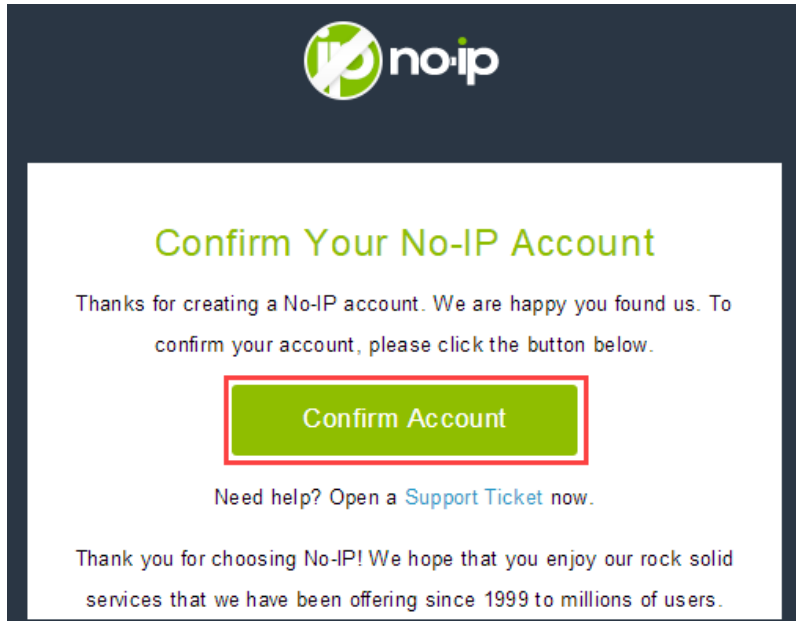 ip no·ip
Confirm Your No-IP Account
Thanks for creating a No-IP account. We are happy you found us. To
confirm your account, please click the button below.
Confirm Account
Need help? Open a Support Ticket now.
Thank you for choosing No-IP! We hope that you enjoy our rock solid
services that we have been offering since 1999 to millions of users.